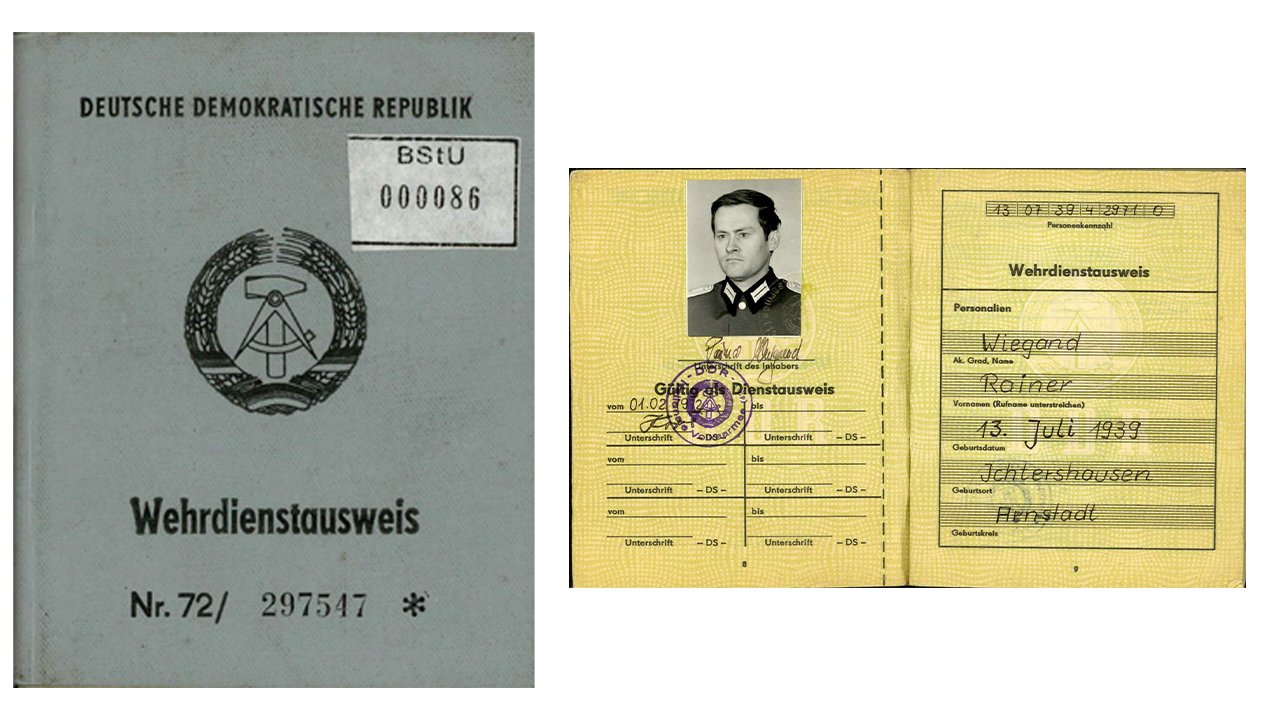 DEUTSCHE DEMOKRATISCHE REPUBLIK
BStU
000086
Wehrdienstausweis
Nr. 72/ 297547 *
Unterschrift des Inhabers
Gültig als Dienstausweis
vom 01.02 bis
Unterschrift – DS – Unterschrift – DS –
vom bis
Unterschrift – DS – Unterschrift – DS –
vom bis
Unterschrift – DS – Unterschrift – DS –
8
13 07 39 4 2971 0
Personenkennzahl
Wehrdienstausweis
Personalien
Wiegand
Ak. Grad, Name
Rainer
Vornamen (Rufname unterstreichen)
13. Juli 1939
Geburtsdatum
Ichtershausen
Geburtsort
Arnstadt
Geburtskreis
9